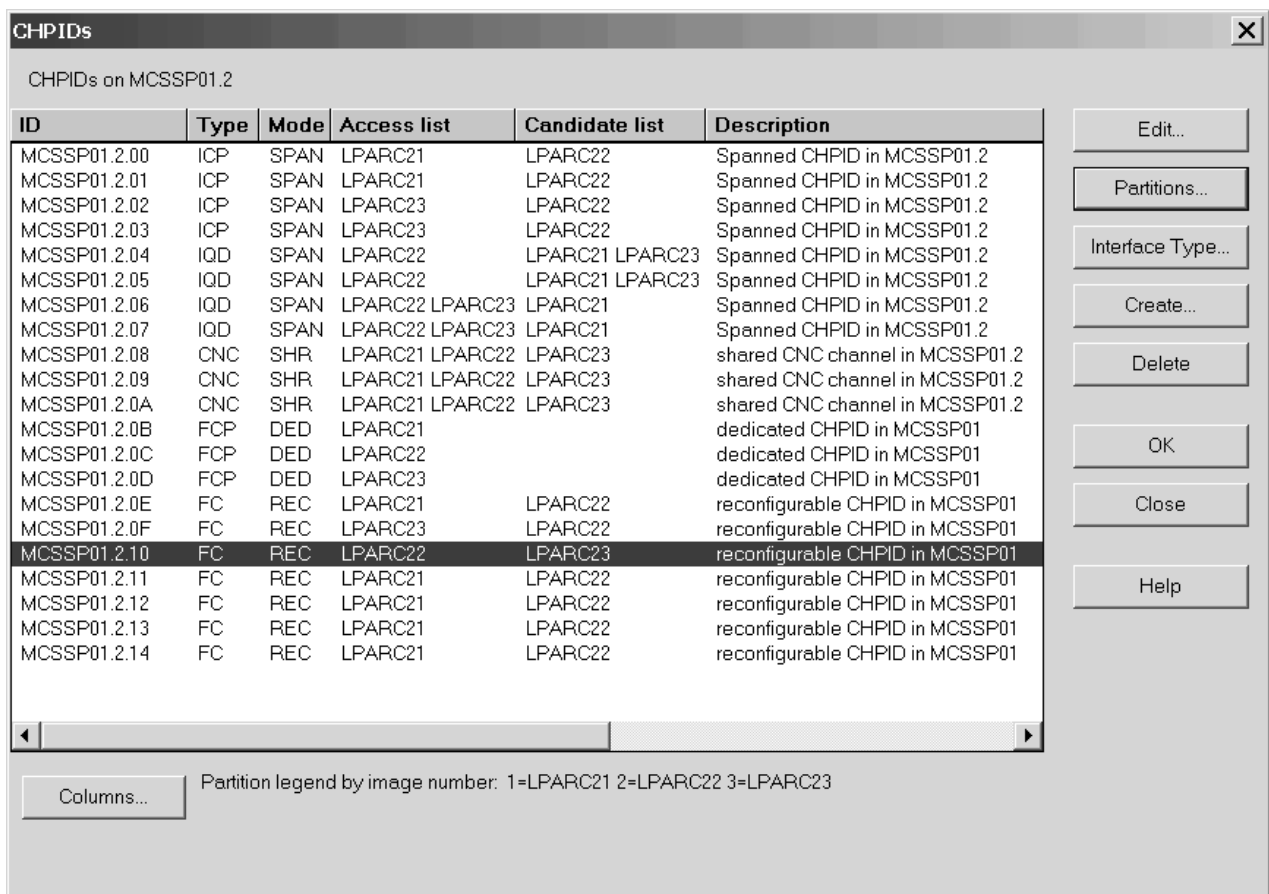 CHPIDs
CHPIDs on MCSSP01.2
ID Type Mode Access list Candidate list Description
MCSSP01.2.00 ICP SPAN LPARC21 LPARC22 Spanned CHPID in MCSSP01.2
MCSSP01.2.01 ICP SPAN LPARC21 LPARC22 Spanned CHPID in MCSSP01.2
MCSSP01.2.02 ICP SPAN LPARC23 LPARC22 Spanned CHPID in MCSSP01.2
MCSSP01.2.03 ICP SPAN LPARC23 LPARC22 Spanned CHPID in MCSSP01.2
MCSSP01.2.04 IQD SPAN LPARC22 LPARC21 LPARC23 Spanned CHPID in MCSSP01.2
MCSSP01.2.05 IQD SPAN LPARC22 LPARC21 LPARC23 Spanned CHPID in MCSSP01.2
MCSSP01.2.06 IQD SPAN LPARC22 LPARC23 LPARC21 Spanned CHPID in MCSSP01.2
MCSSP01.2.07 IQD SPAN LPARC22 LPARC23 LPARC21 Spanned CHPID in MCSSP01.2
MCSSP01.2.08 CNC SHR LPARC21 LPARC22 LPARC23 shared CNC channel in MCSSP01.2
MCSSP01.2.09 CNC SHR LPARC21 LPARC22 LPARC23 shared CNC channel in MCSSP01.2
MCSSP01.2.0A CNC SHR LPARC21 LPARC22 LPARC23 shared CNC channel in MCSSP01.2
MCSSP01.2.0B FCP DED LPARC21 dedicated CHPID in MCSSP01
MCSSP01.2.0C FCP DED LPARC22 dedicated CHPID in MCSSP01
MCSSP01.2.0D FCP DED LPARC23 dedicated CHPID in MCSSP01
MCSSP01.2.0E FC REC LPARC21 LPARC22 reconfigurable CHPID in MCSSP01
MCSSP01.2.0F FC REC LPARC23 LPARC22 reconfigurable CHPID in MCSSP01
MCSSP01.2.10 FC REC LPARC22 LPARC23 reconfigurable CHPID in MCSSP01
MCSSP01.2.11 FC REC LPARC21 LPARC22 reconfigurable CHPID in MCSSP01
MCSSP01.2.12 FC REC LPARC21 LPARC22 reconfigurable CHPID in MCSSP01
MCSSP01.2.13 FC REC LPARC21 LPARC22 reconfigurable CHPID in MCSSP01
MCSSP01.2.14 FC REC LPARC21 LPARC22 reconfigurable CHPID in MCSSP01
Edit...
Partitions...
Interface Type...
Create...
Delete
OK
Close
Help
Columns...
Partition legend by image number: 1=LPARC21 2=LPARC22 3=LPARC23